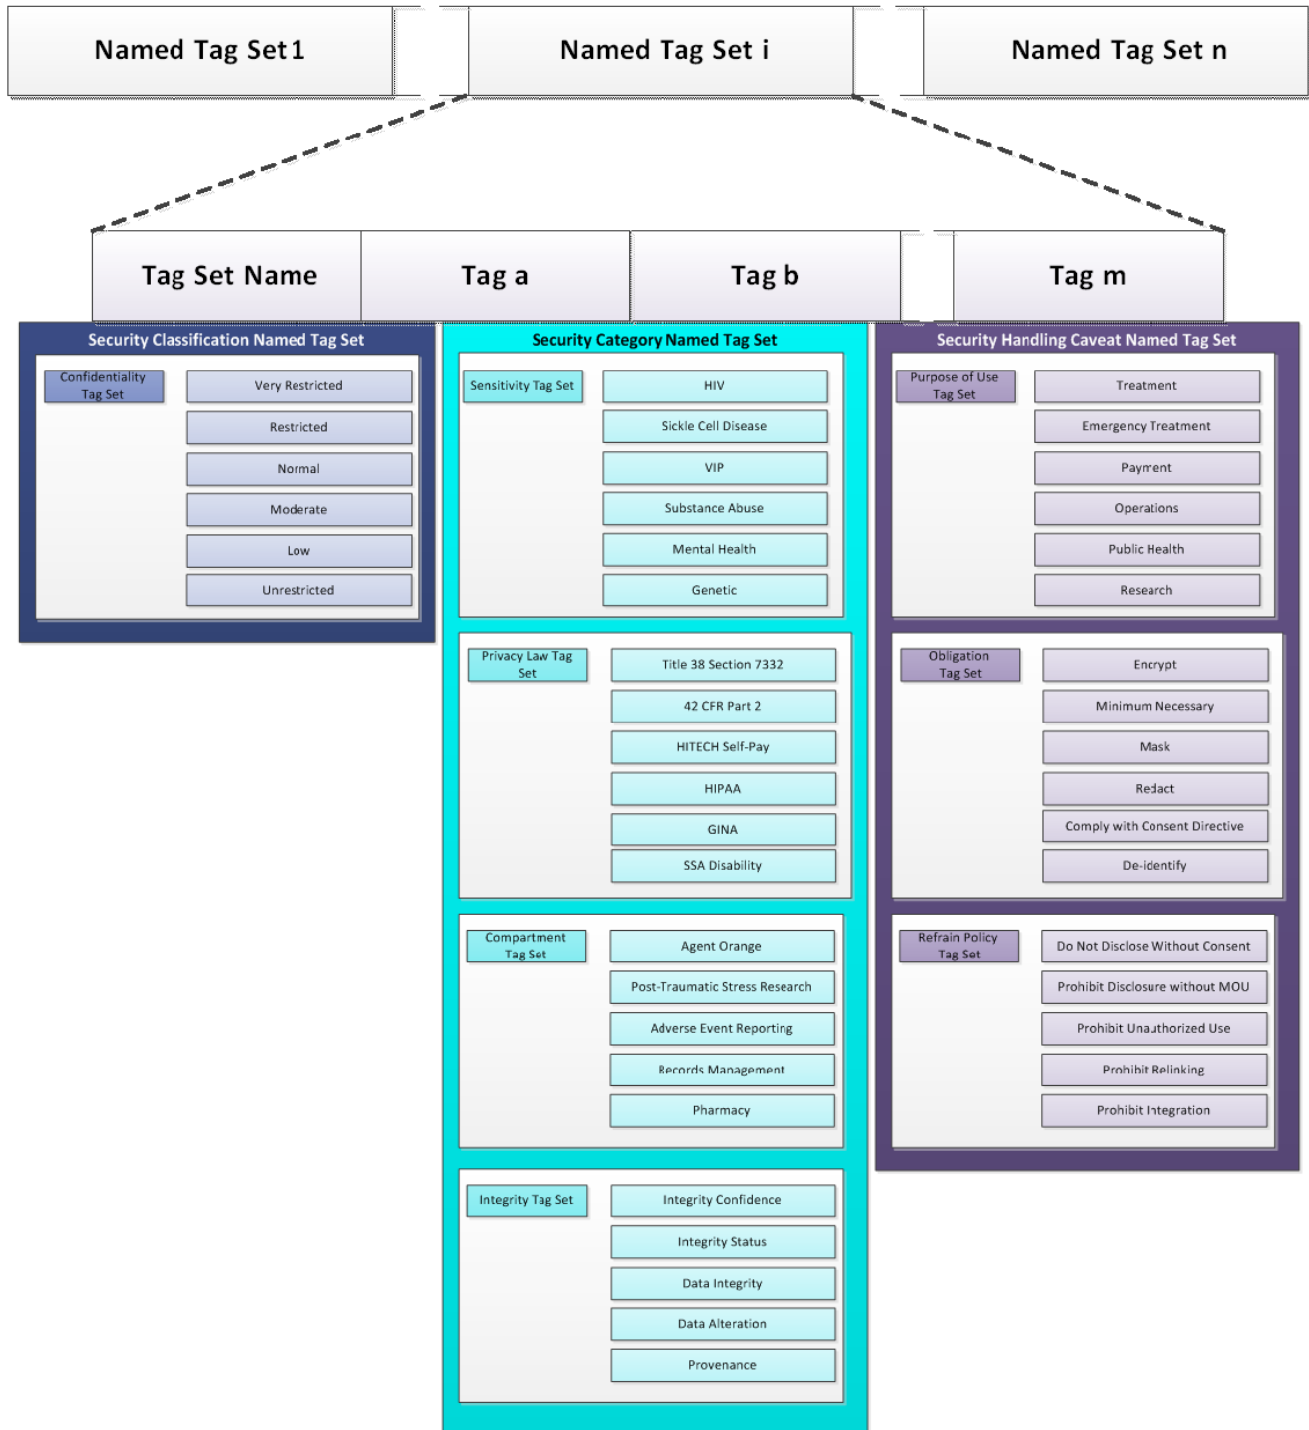 Named Tag Set 1
Named Tag Set i
Named Tag Set n
Tag Set Name
Tag a
Tag b
Tag m
Security Classification Named Tag Set
Confidentiality
Tag Set
Very Restricted
Restricted
Normal
Moderate
Low
Unrestricted
Security Category Named Tag Set
Sensitivity Tag Set
HIV
Sickle Cell Disease
VIP
Substance Abuse
Mental Health
Genetic
Privacy Law Tag
Set
Title 38 Section 7332
42 CFR Part 2
HITECH Self-Pay
HIPAA
GINA
SSA Disability
Compartment
Tag Set
Agent Orange
Post-Traumatic Stress Research
Adverse Event Reporting
Records Management
Pharmacy
Integrity Tag Set
Integrity Confidence
Integrity Status
Data Integrity
Data Alteration
Provenance
Security Handling Caveat Named Tag Set
Purpose of Use
Tag Set
Treatment
Emergency Treatment
Payment
Operations
Public Health
Research
Obligation
Tag Set
Encrypt
Minimum Necessary
Mask
Redact
Comply with Consent Directive
De-identify
Refrain Policy
Tag Set
Do Not Disclose Without Consent
Prohibit Disclosure without MOU
Prohibit Unauthorized Use
Prohibit Relinking
Prohibit Integration